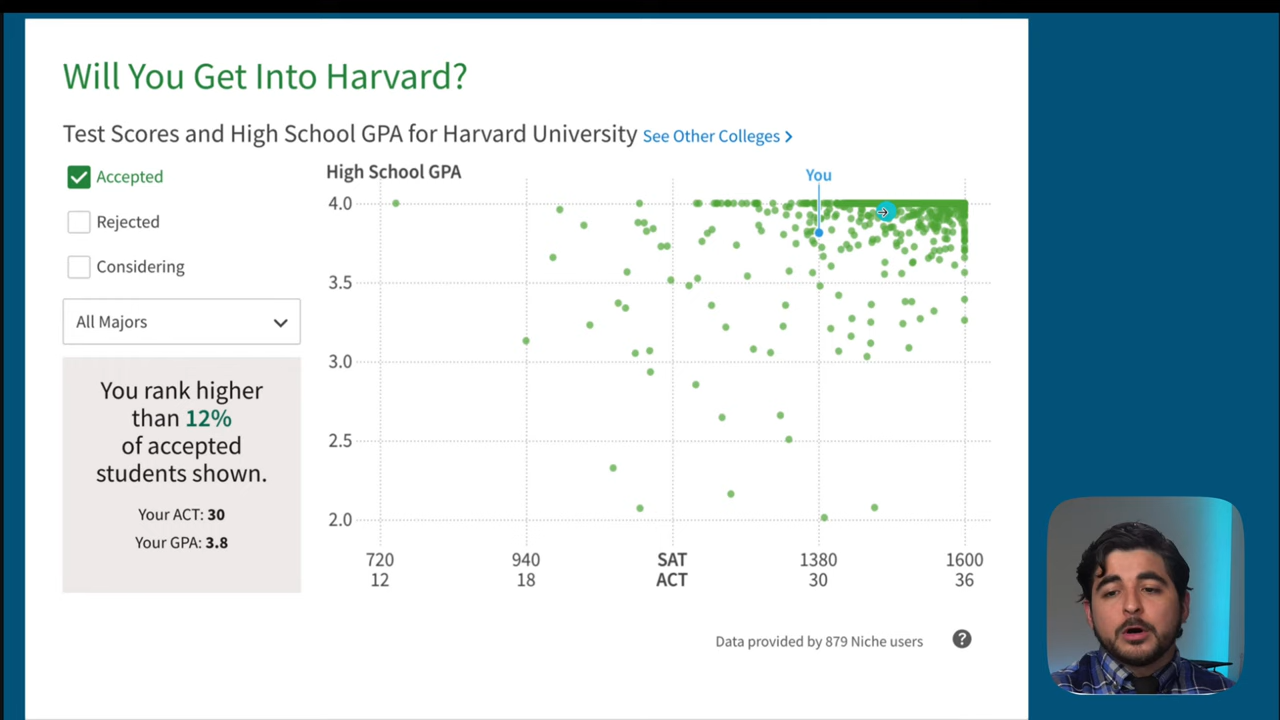 Will You Get Into Harvard?
Test Scores and High School GPA for Harvard University See Other Colleges >
Accepted
Rejected
Considering
All Majors
You rank higher
than 12%
of accepted
students shown.
Your ACT: 30
Your GPA: 3.8
High School GPA
You
4.0
3.5
3.0
2.5
2.0
720 940 SAT 1380 1600
12 18 ACT 30 36
Data provided by 879 Niche users ?